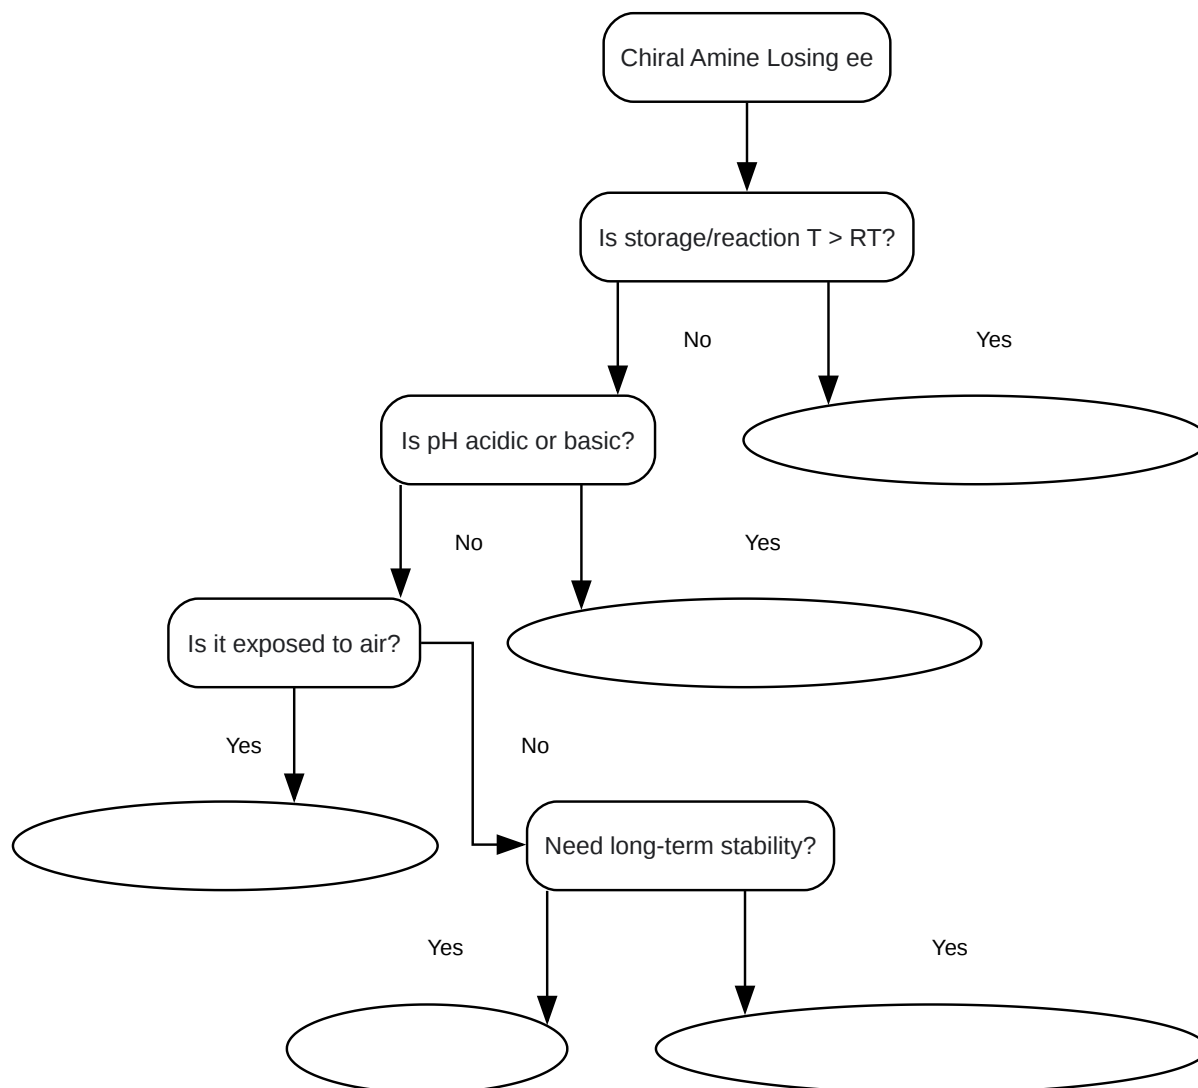 Chiral Amine Losing ee
Is storage/reaction T > RT?
No
Yes
Is pH acidic or basic?
No
Yes
Is it exposed to air?
Yes
No
Need long-term stability?
Yes
Yes